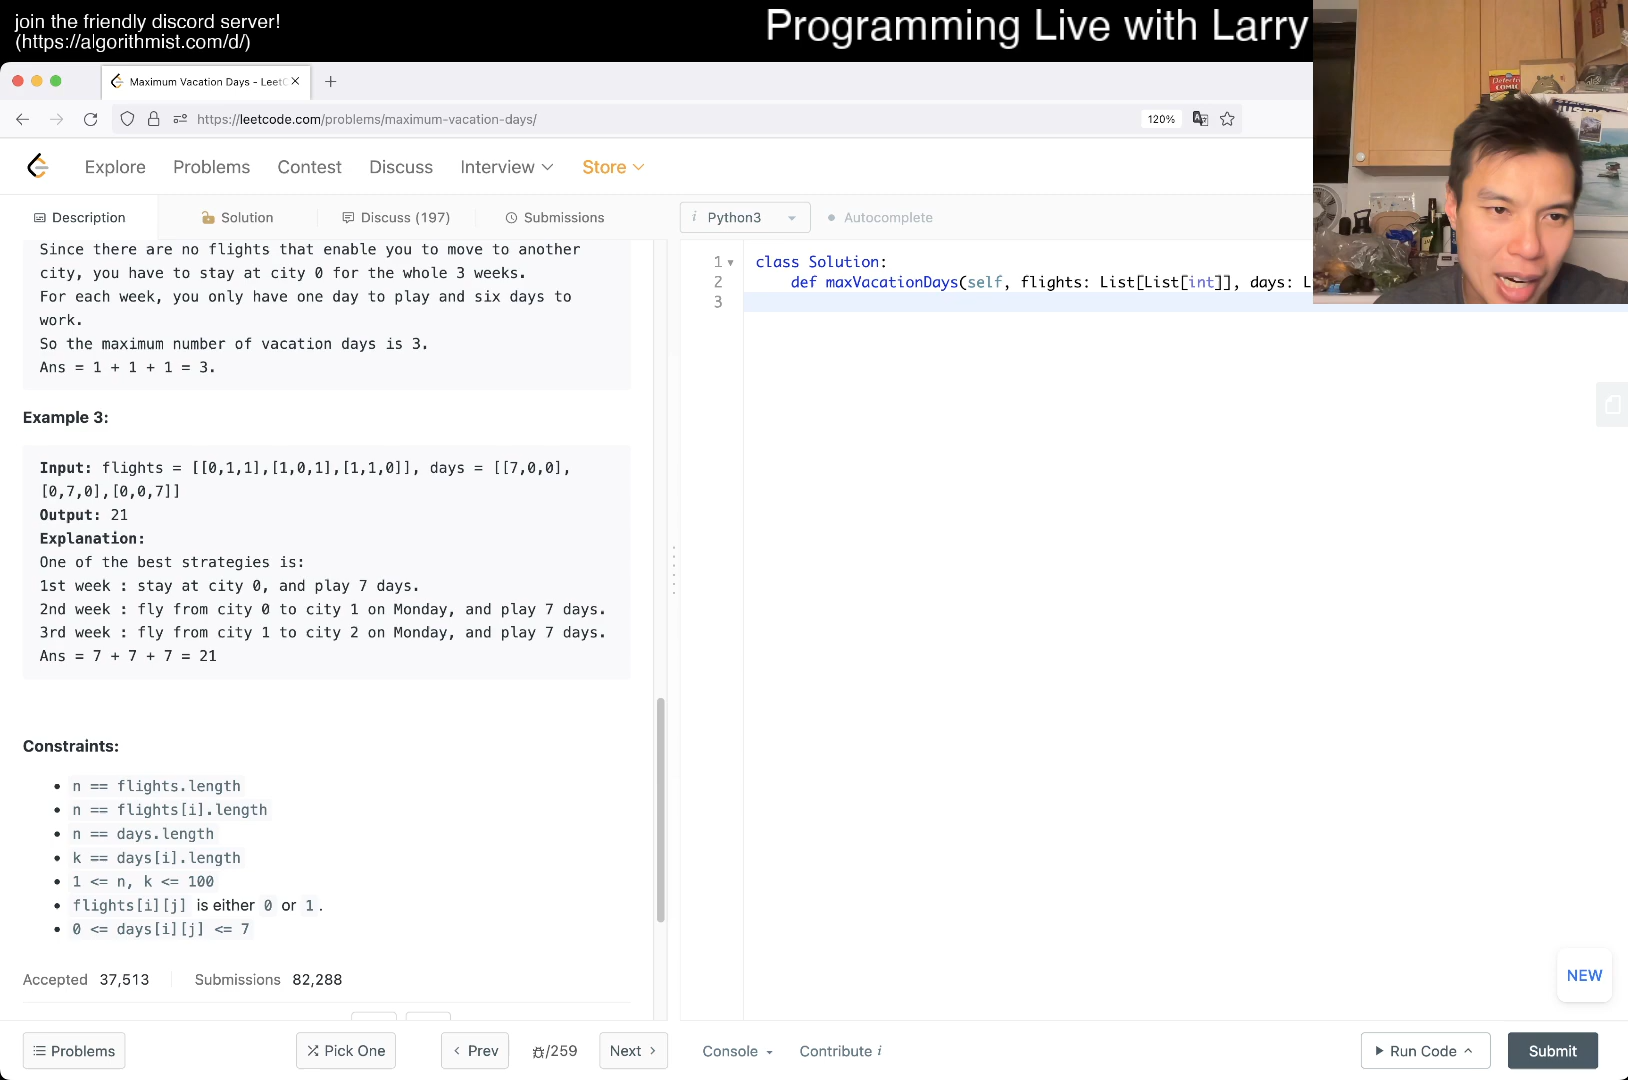 join the friendly discord server!
(https://algorithmist.com/d/)
Programming Live with Larry
Maximum Vacation Days - LeetC
https://leetcode.com/problems/maximum-vacation-days/
120%
Explore Problems Contest Discuss Interview Store
Description Solution Discuss (197) Submissions
i Python3 Autocomplete
Since there are no flights that enable you to move to another
city, you have to stay at city 0 for the whole 3 weeks.
For each week, you only have one day to play and six days to
work.
So the maximum number of vacation days is 3.
Ans = 1 + 1 + 1 = 3.
Example 3:
Input: flights = [[0,1,1],[1,0,1],[1,1,0]], days = [[7,0,0],
[0,7,0],[0,0,7]]
Output: 21
Explanation:
One of the best strategies is:
1st week : stay at city 0, and play 7 days.
2nd week : fly from city 0 to city 1 on Monday, and play 7 days.
3rd week : fly from city 1 to city 2 on Monday, and play 7 days.
Ans = 7 + 7 + 7 = 21
Constraints:
n == flights.length
n == flights[i].length
n == days.length
k == days[i].length
1 <= n, k <= 100
flights[i][j] is either 0 or 1.
0 <= days[i][j] <= 7
Accepted 37,513 Submissions 82,288
1 class Solution:
2 def maxVacationDays(self, flights: List[List[int]], days: L
3
NEW
Problems Pick One Prev /259 Next Console Contribute i Run Code Submit